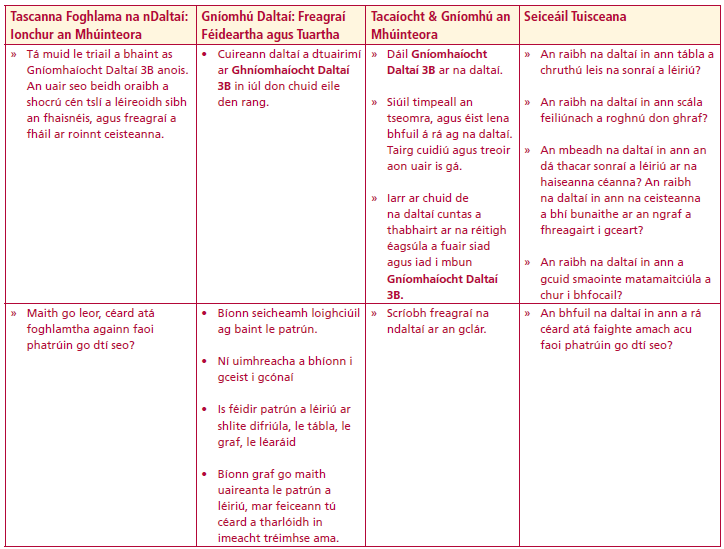 Tascanna Foghlama na nDaltaí:
Ionchur an Mhúinteora
Gníomhú Daltaí: Freagraí
Féideartha agus Tuartha
Tacaíocht & Gníomhú an
Mhúinteora
Seiceáil Tuisceana
» Tá muid le triail a bhaint as
Gníomhaíocht Daltaí 3B anois.
An uair seo beidh oraibh a
shocrú cén tslí a léireoidh sibh
an fhaisnéis, agus freagraí a
fháil ar roinnt ceisteanna.
• Cuireann daltaí a dtuairimí
ar Ghníomhaíocht Daltaí
3B in iúl don chuid eile
den rang.
» Dáil Gníomhaíocht
Daltaí 3B ar na daltaí.
» Siúil timpeall an
tseomra, agus éist lena
bhfuil á rá ag na daltaí.
Tairg cuidiú agus treoir
aon uair is gá.
» Iarr ar chuid de
na daltaí cuntas a
thabhairt ar na réitigh
éagsúla a fuair siad
agus iad i mbun
Gníomhaíocht Daltaí
3B.
» An raibh na daltaí in ann tábla a
chruthú leis na sonraí a léiriú?
» An raibh na daltaí in ann scála
feiliúnach a roghnú don ghraf?
» An mbeadh na daltaí in ann an
dá thacar sonraí a léiriú ar na
haiseanna céanna? An raibh
na daltaí in ann na ceisteanna
a bhí bunaithe ar an ngraf a
fhreagairt i gceart?
» An raibh na daltaí in ann a
gcuid smaointe matamaitciúla a
chur i bhfocail?
» Maith go leor, céard atá
foghlamtha againn faoi
phatrúin go dtí seo?
• Bíonn seicheamh loighciúil
ag baint le patrún.
• Ní uimhreacha a bhíonn i
gceist i gcónaí
• Is féidir patrún a léiriú ar
shlite difriúla, le tábla, le
graf, le léaráid
• Bíonn graf go maith
uaireanta le patrún a
léiriú, mar feiceann tú
céard a tharlóidh in
imeacht tréimhse ama.
» Scríobh freagraí na
ndaltaí ar an gclár.
» An bhfuil na daltaí in ann a rá
céard atá faighte amach acu
faoi phatrúin go dtí seo?